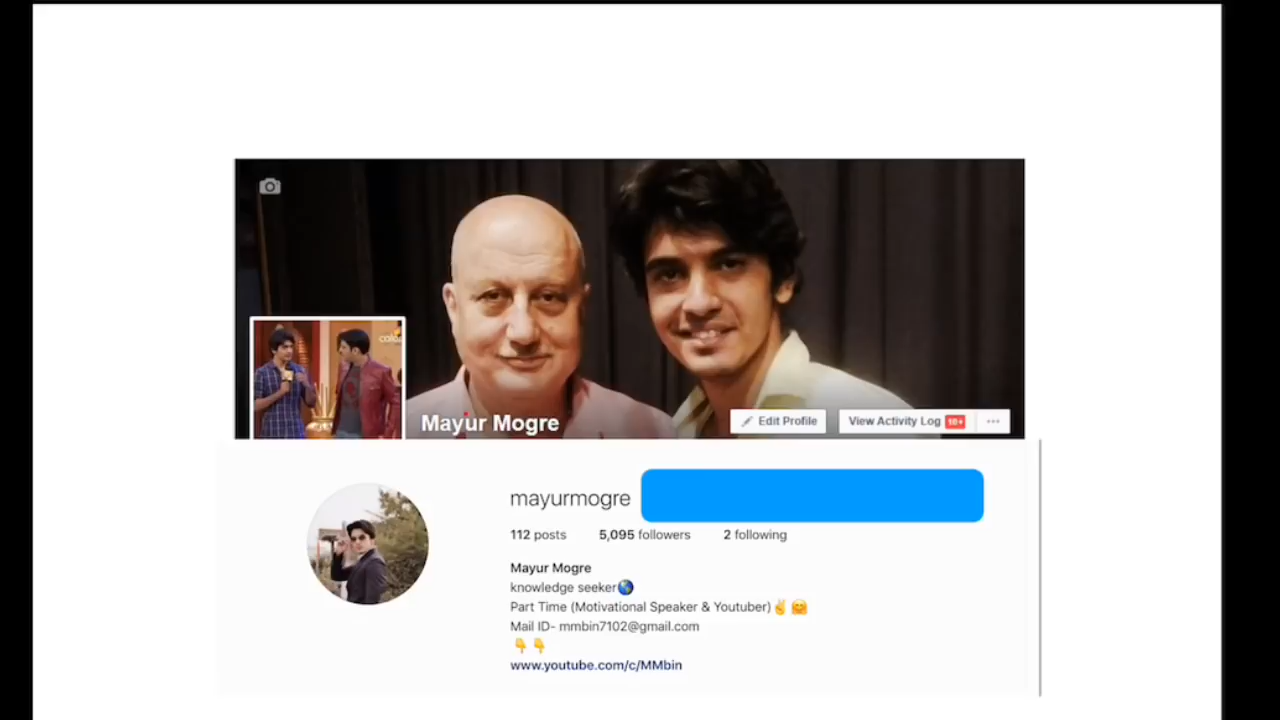 Mayur Mogre
Edit Profile
View Activity Log 10+
mayurmogre
112 posts 5,095 followers 2 following
Mayur Mogre
knowledge seeker🌎
Part Time (Motivational Speaker & Youtuber)✌️🤗
Mail ID- mmbin7102@gmail.com
👇👇
www.youtube.com/c/MMbin